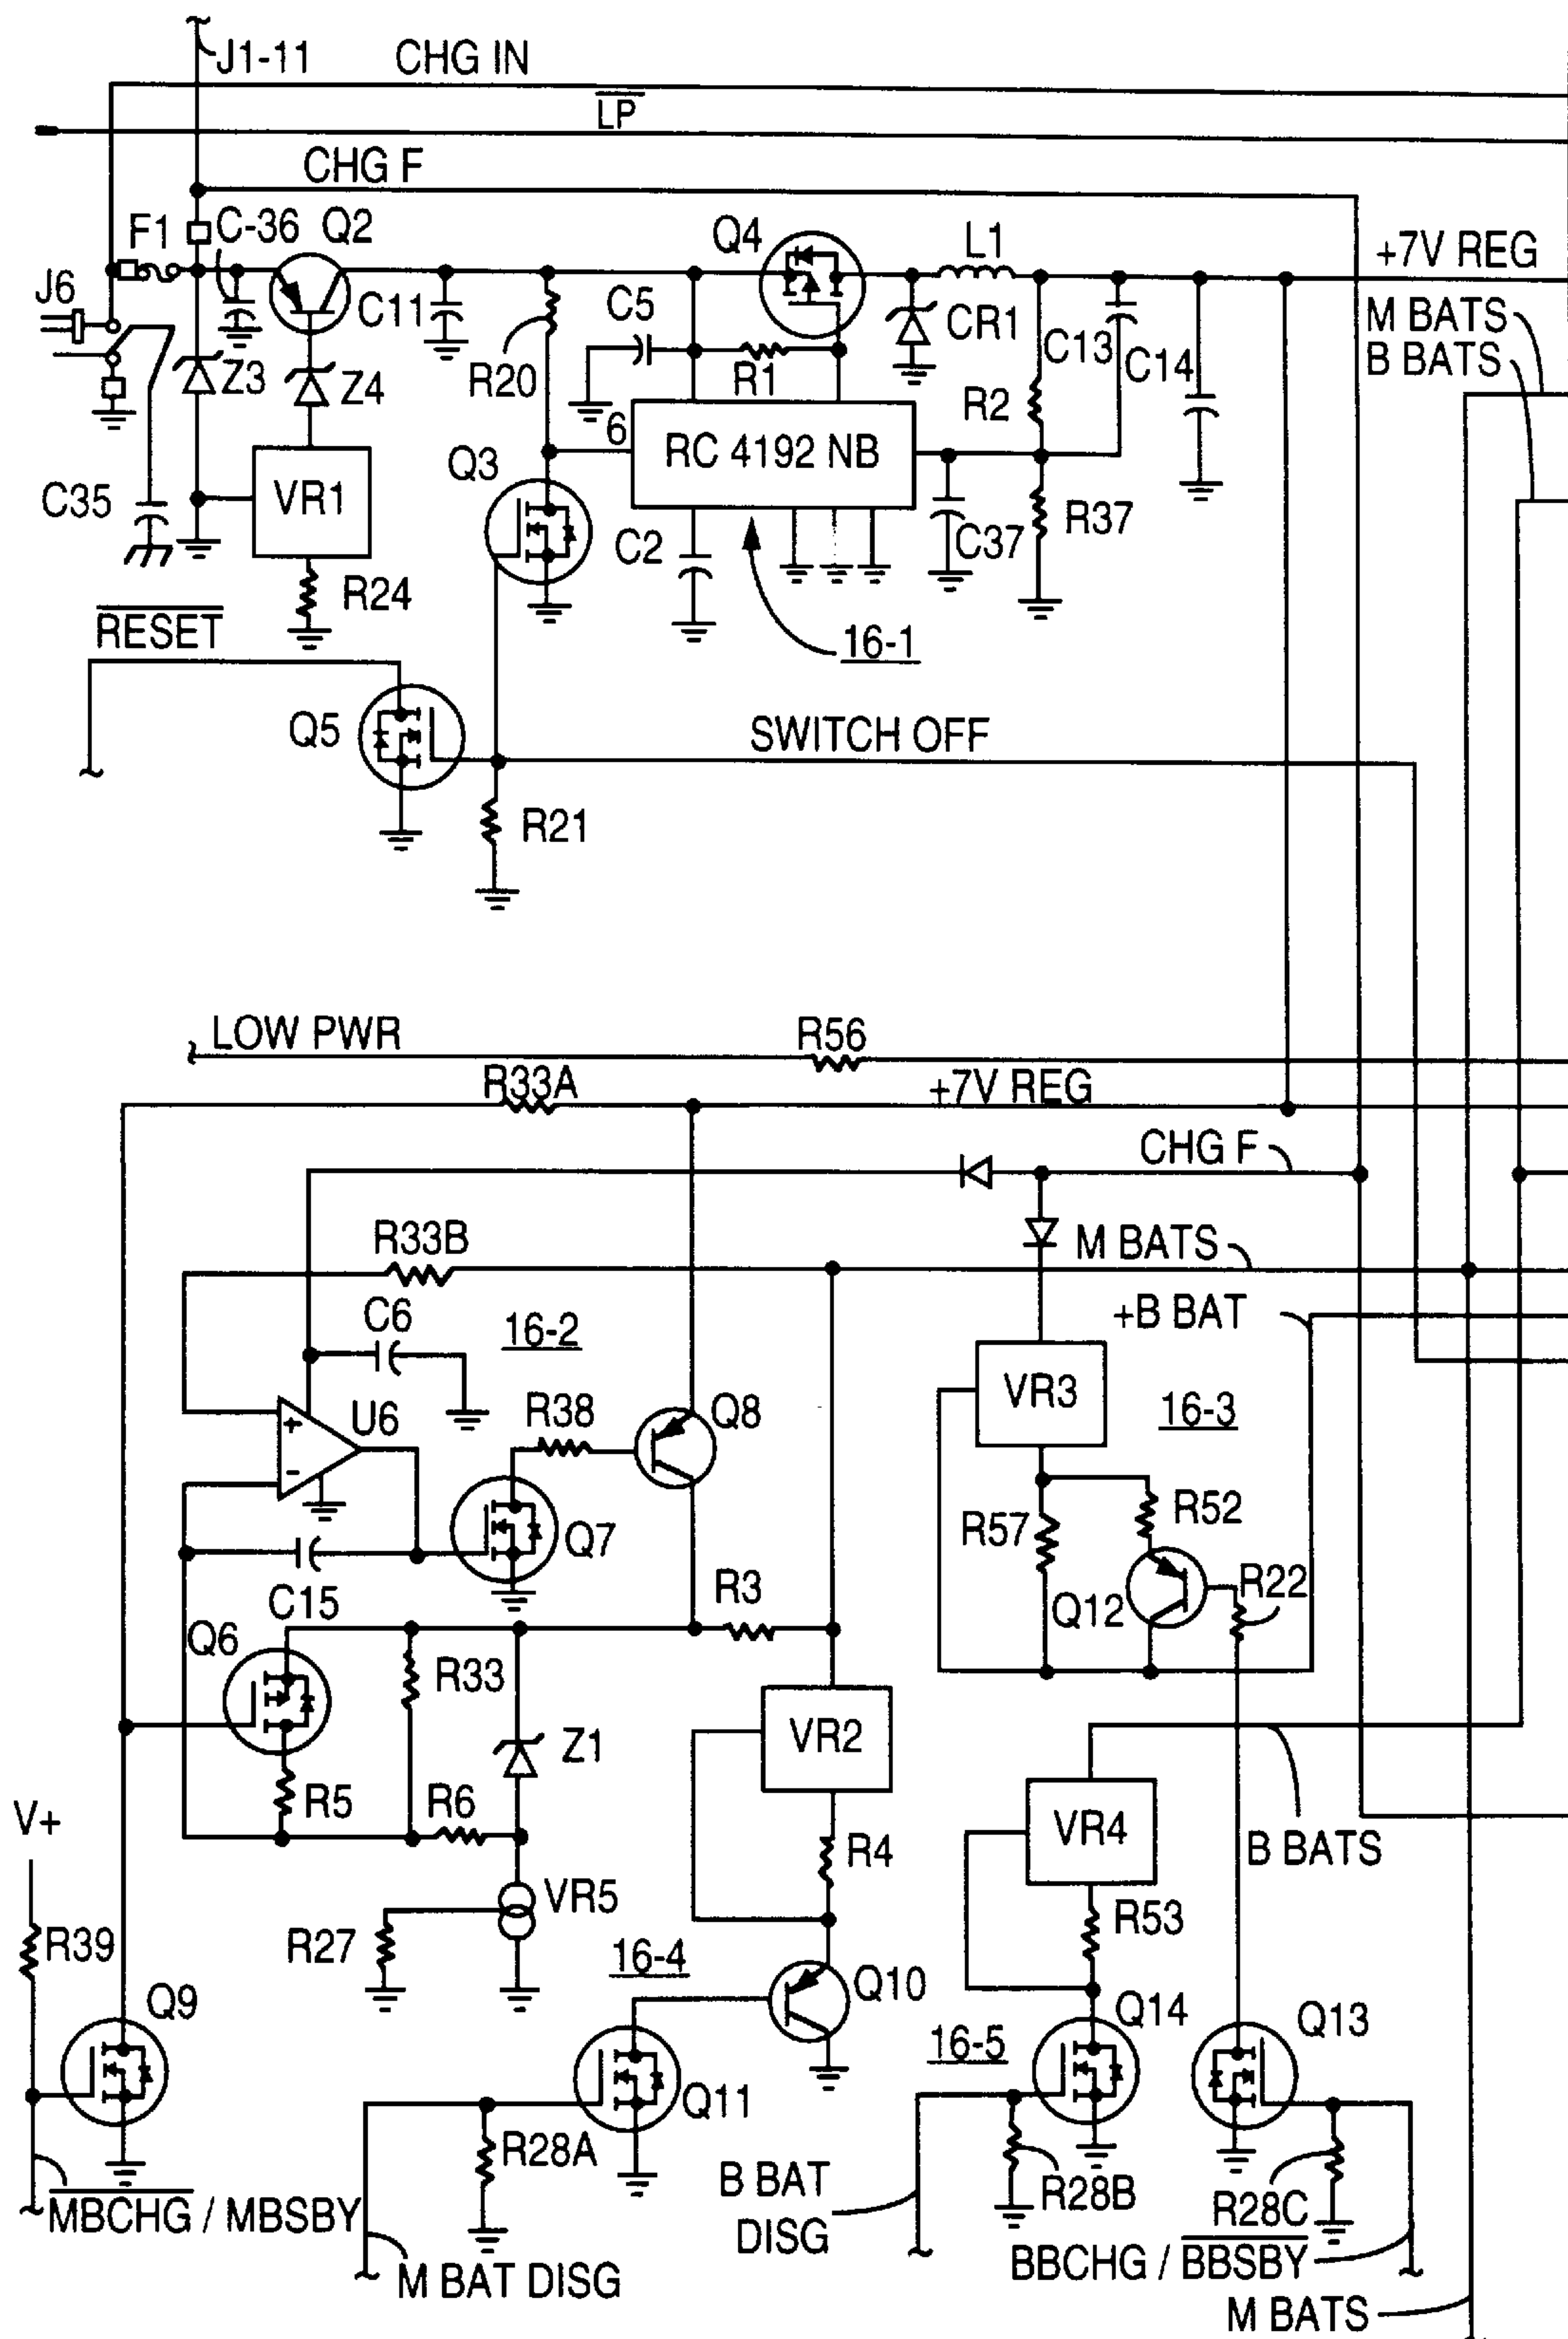 J1-11 CHG IN
LP
CHG F
F1 C-36 Q2 Q4 L1 +7V REG
J6 C11 C5 CR1 C13 M BATS
Z3 Z4 R20 R1 R2 C14 B BATS
6
Q3 RC 4192 NB
C35 VR1 C2 C37 R37
R24
RESET 16-1
Q5 SWITCH OFF
R21
LOW PWR R56
R33A +7V REG
CHG F
R33B M BATS
C6 16-2 +B BAT
U6 R38 Q8 VR3 16-3
+
-
Q7 R57 R52
C15 R3 Q12 R22
Q6
R33
Z1 VR2
R5 R6
V+ R4 VR4 B BATS
VR5
R39 R27 R53
16-4
Q9 Q10 Q14 Q13
16-5
Q11
R28A B BAT R28B R28C
DISG
MBCHG / MBSBY
BBCHG / BBSBY
M BAT DISG
M BATS